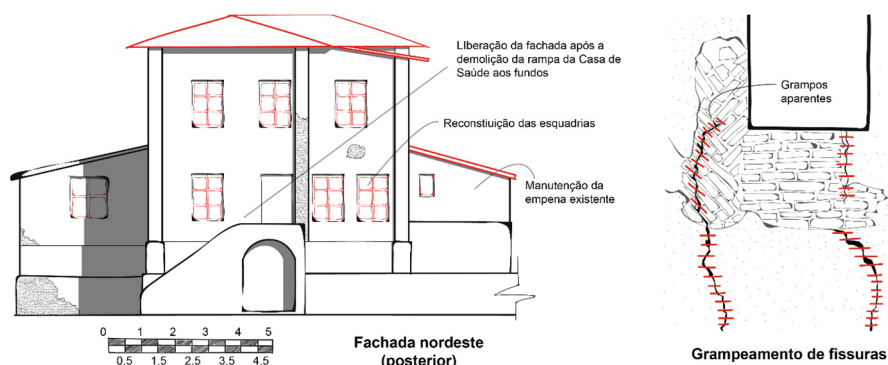 LIberação da fachada após a
demolição da rampa da Casa de
Saúde aos fundos
Reconstiuição das esquadrias
Manutenção da
empena existente
0 1 2 3 4 5
0.5 1.5 2.5 3.5 4.5
Fachada nordeste
(posterior)
Grampos
aparentes
Grampeamento de fissuras